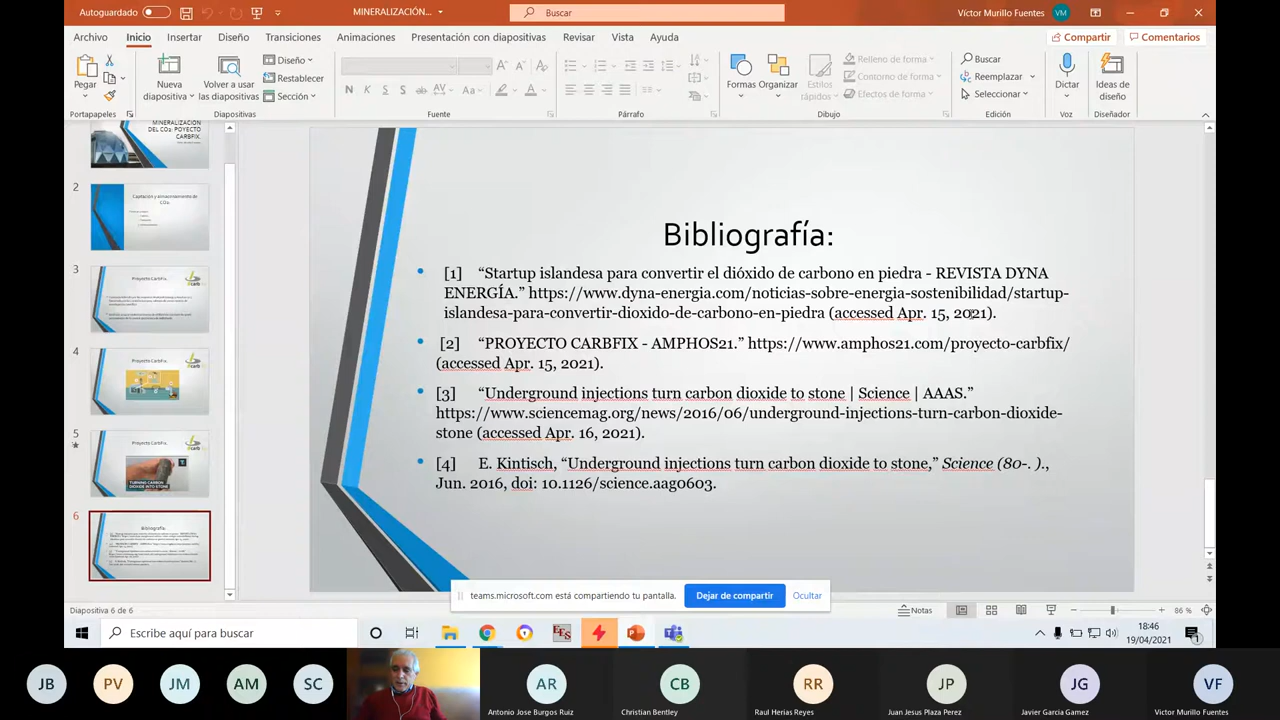 Autoguardado
MINERALIZACIÓN...
Buscar
Víctor Murillo Fuentes
VM
Archivo
Inicio
Insertar
Diseño
Transiciones
Animaciones
Presentación con diapositivas
Revisar
Vista
Ayuda
Compartir
Comentarios
Pegar
Nueva
diapositiva
Volver a usar
las diapositivas
Diseño
Restablecer
Sección
Formas
Organizar
Estilos
rápidos
Relleno de forma
Contorno de forma
Efectos de forma
Buscar
Reemplazar
Seleccionar
Dictar
Ideas de
diseño
Portapapeles
Diapositivas
Fuente
Párrafo
Dibujo
Edición
Voz
Diseñador
MINERALIZACIÓN
DEL CO2: POYECTO
CARBFIX.
2
Captación y almacenamiento de
CO2.
3
Proyecto Carbfix.
4
Proyecto Carbfix.
5
Proyecto Carbfix.
TURNING CARBON
DIOXIDE INTO STONE
6
Bibliografía:
Bibliografía:
[1] “Startup islandesa para convertir el dióxido de carbono en piedra - REVISTA DYNA
ENERGÍA.” https://www.dyna-energia.com/noticias-sobre-energia-sostenibilidad/startup-
islandesa-para-convertir-dioxido-de-carbono-en-piedra (accessed Apr. 15, 2021).
[2] “PROYECTO CARBFIX - AMPHOS21.” https://www.amphos21.com/proyecto-carbfix/
(accessed Apr. 15, 2021).
[3] “Underground injections turn carbon dioxide to stone | Science | AAAS.”
https://www.sciencemag.org/news/2016/06/underground-injections-turn-carbon-dioxide-
stone (accessed Apr. 16, 2021).
[4] E. Kintisch, “Underground injections turn carbon dioxide to stone,” Science (80-. ).,
Jun. 2016, doi: 10.1126/science.aag0603.
teams.microsoft.com está compartiendo tu pantalla.
Dejar de compartir
Ocultar
Diapositiva 6 de 6
Notas
86 %
Escribe aquí para buscar
18:46
19/04/2021
JB
PV
JM
AM
SC
AR
Antonio Jose Burgos Ruiz
CB
Christian Bentley
RR
Raul Herias Reyes
JP
Juan Jesus Plaza Perez
JG
Javier Garcia Gamez
VF
Victor Murillo Fuentes